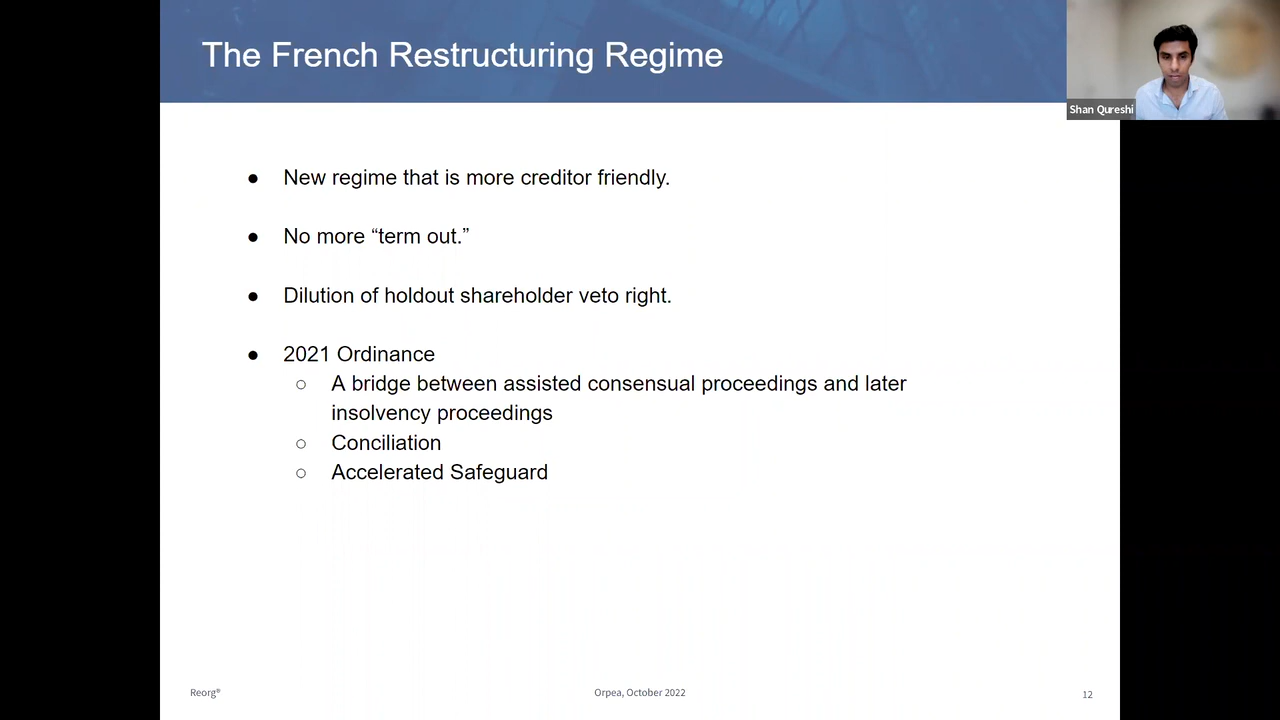 The French Restructuring Regime
Shan Qureshi
● New regime that is more creditor friendly.
● No more “term out.”
● Dilution of holdout shareholder veto right.
● 2021 Ordinance
○ A bridge between assisted consensual proceedings and later
insolvency proceedings
○ Conciliation
○ Accelerated Safeguard
Reorg®
Orpea, October 2022
12